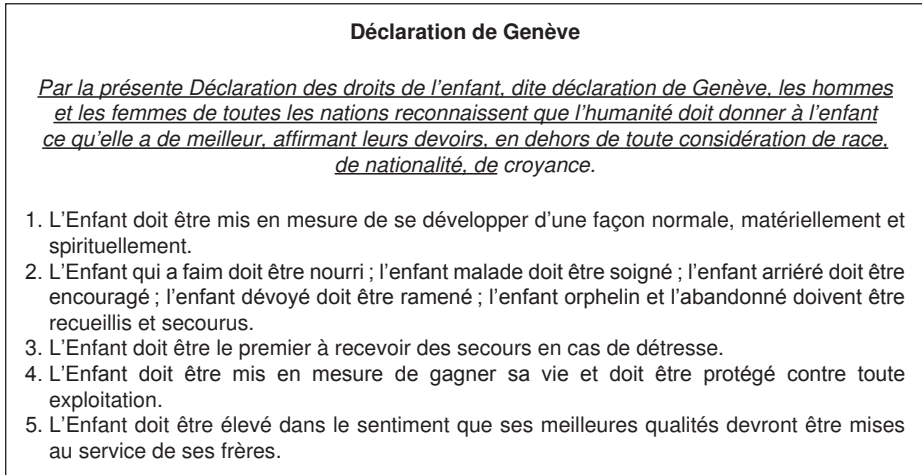 Déclaration de Genève
Par la présente Déclaration des droits de l’enfant, dite déclaration de Genève, les hommes
et les femmes de toutes les nations reconnaissent que l’humanité doit donner à l’enfant
ce qu’elle a de meilleur, affirmant leurs devoirs, en dehors de toute considération de race,
de nationalité, de croyance.
1. L’Enfant doit être mis en mesure de se développer d’une façon normale, matériellement et
spirituellement.
2. L’Enfant qui a faim doit être nourri ; l’enfant malade doit être soigné ; l’enfant arriéré doit être
encouragé ; l’enfant dévoyé doit être ramené ; l’enfant orphelin et l’abandonné doivent être
recueillis et secourus.
3. L’Enfant doit être le premier à recevoir des secours en cas de détresse.
4. L’Enfant doit être mis en mesure de gagner sa vie et doit être protégé contre toute
exploitation.
5. L’Enfant doit être élevé dans le sentiment que ses meilleures qualités devront être mises
au service de ses frères.